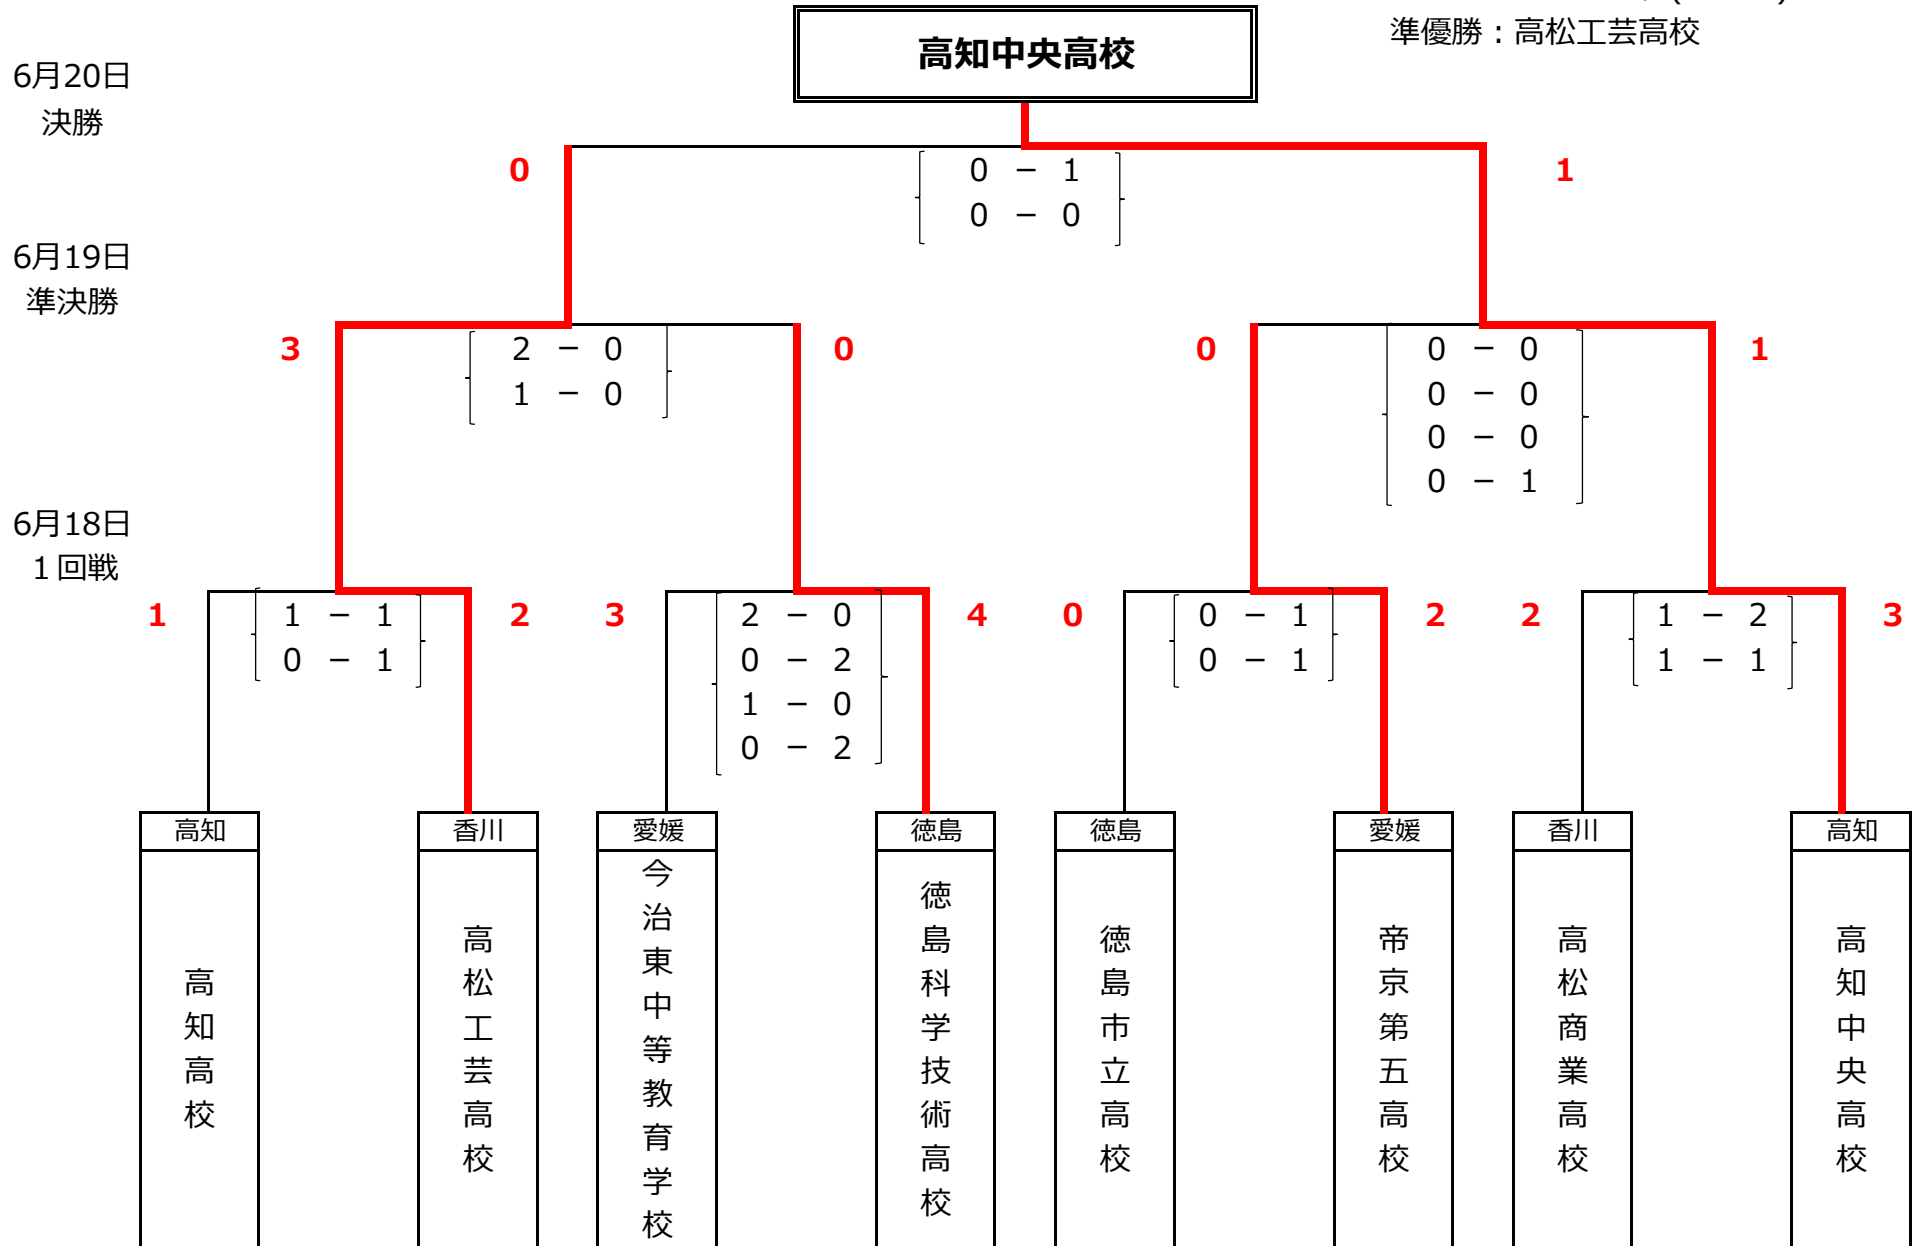 高知中央高校
準優勝：高松工芸高校
6月20日
決勝
0
0 － 1
0 － 0
1
6月19日
準決勝
3
2 － 0
1 － 0
0
0
0 － 0
0 － 0
0 － 0
0 － 1
1
6月18日
１回戦
1
1 － 1
0 － 1
2
3
2 － 0
0 － 2
1 － 0
0 － 2
4
0
0 － 1
0 － 1
2
2
1 － 2
1 － 1
3
高知
高知高校
香川
高松工芸高校
愛媛
今治東中等教育学校
徳島
徳島科学技術高校
徳島
徳島市立高校
愛媛
帝京第五高校
香川
高松商業高校
高知
高知中央高校